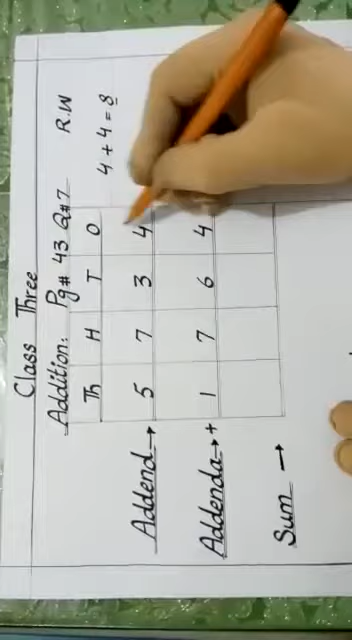 Class Three
Addition: Pg# 43 Q#7 R.W
Th H T O 4 + 4 = 8
Addend → 5 7 3 4
Addenda → + 1 7 6 4
Sum →